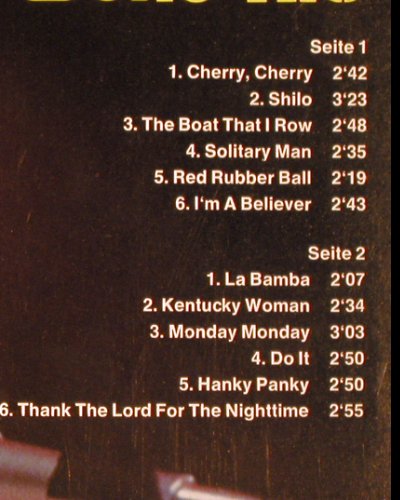 Seite 1
1. Cherry, Cherry 2'42
2. Shilo 3'23
3. The Boat That I Row 2'48
4. Solitary Man 2'35
5. Red Rubber Ball 2'19
6. I'm A Believer 2'43
Seite 2
1. La Bamba 2'07
2. Kentucky Woman 2'34
3. Monday Monday 3'03
4. Do It 2'50
5. Hanky Panky 2'50
6. Thank The Lord For The Nighttime 2'55